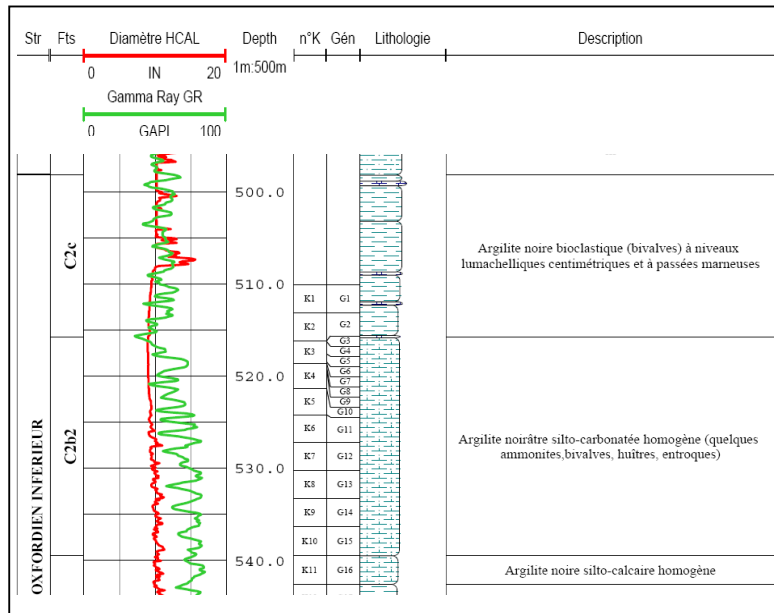 Str Fts Diamètre HCAL Depth n°K Gén Lithologie Description
0 IN 20 1m:500m
Gamma Ray GR
0 GAPI 100
500.0
C2c
Argilite noire bioclastique (bivalves) à niveaux
lumachelliques centimétriques et à passées marneuses
510.0
K1 G1
K2 G2
G3
K3 G4
G5
K4 520.0 G6
G7
G8
K5 G9
G10
K6 G11
C2b2
Argilite noirâtre silto-carbonatée homogène (quelques
ammonites,bivalves, huîtres, entroques)
K7 G12
530.0
K8 G13
K9 G14
K10 G15
OXFORDIEN INFERIEUR
540.0
K11 G16
Argilite noire silto-calcaire homogène